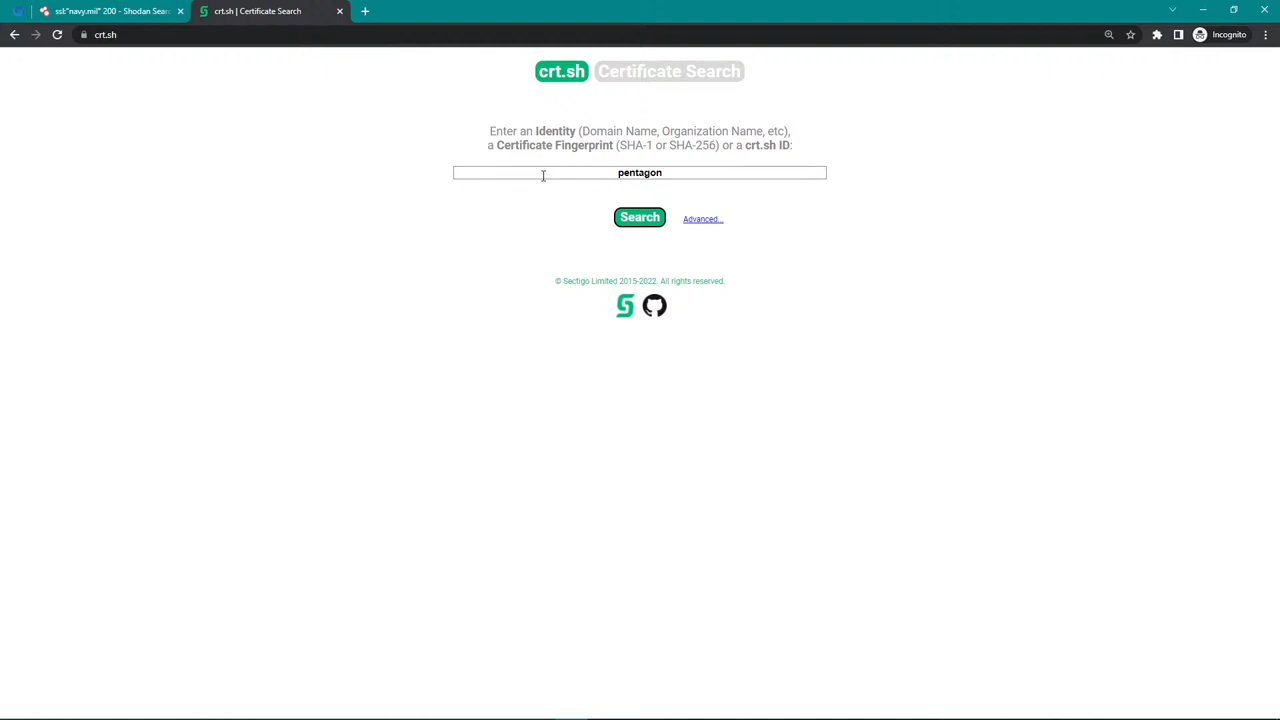 ssl:"navy.mil" 200 - Shodan Sear
crt.sh | Certificate Search
crt.sh
Incognito
crt.sh Certificate Search
Enter an Identity (Domain Name, Organization Name, etc),
a Certificate Fingerprint (SHA-1 or SHA-256) or a crt.sh ID:
pentagon
Search Advanced...
© Sectigo Limited 2015-2022. All rights reserved.